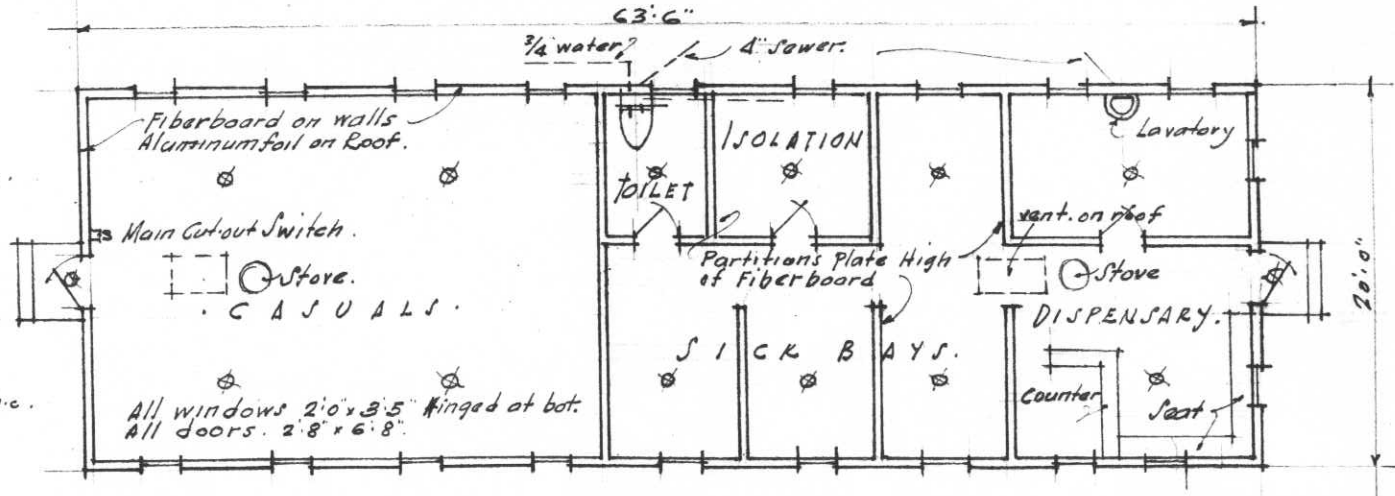 63'-6"
3/4 water
4" Sewer.
Fiberboard on walls
Aluminum foil on Roof.
TOILET
ISOLATION
Lavatory
Main Cut-out Switch.
vent. on roof
Partitions Plate High
of Fiberboard
Stove.
Stove
CASUALS.
DISPENSARY.
20'-0"
SICK BAYS.
Counter
Seat
All windows 2'0" x 3'5" Hinged at bot.
All doors. 2'8" x 6'8"